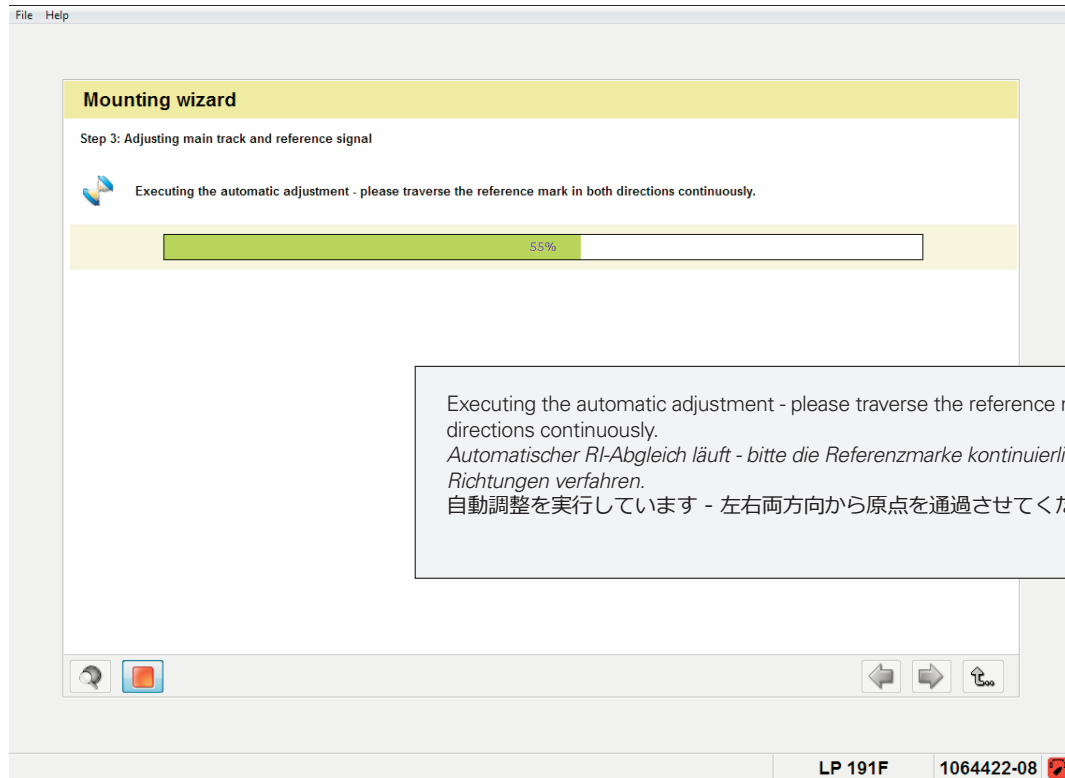 File Help
Mounting wizard
Step 3: Adjusting main track and reference signal
Executing the automatic adjustment - please traverse the reference mark in both directions continuously.
55%
Executing the automatic adjustment - please traverse the reference
directions continuously.
Automatischer RI-Abgleich läuft - bitte die Referenzmarke
Richtungen verfahren.
自動調整を実行しています - 左右両方向から原点を通過させてく
LP 191F 1064422-08